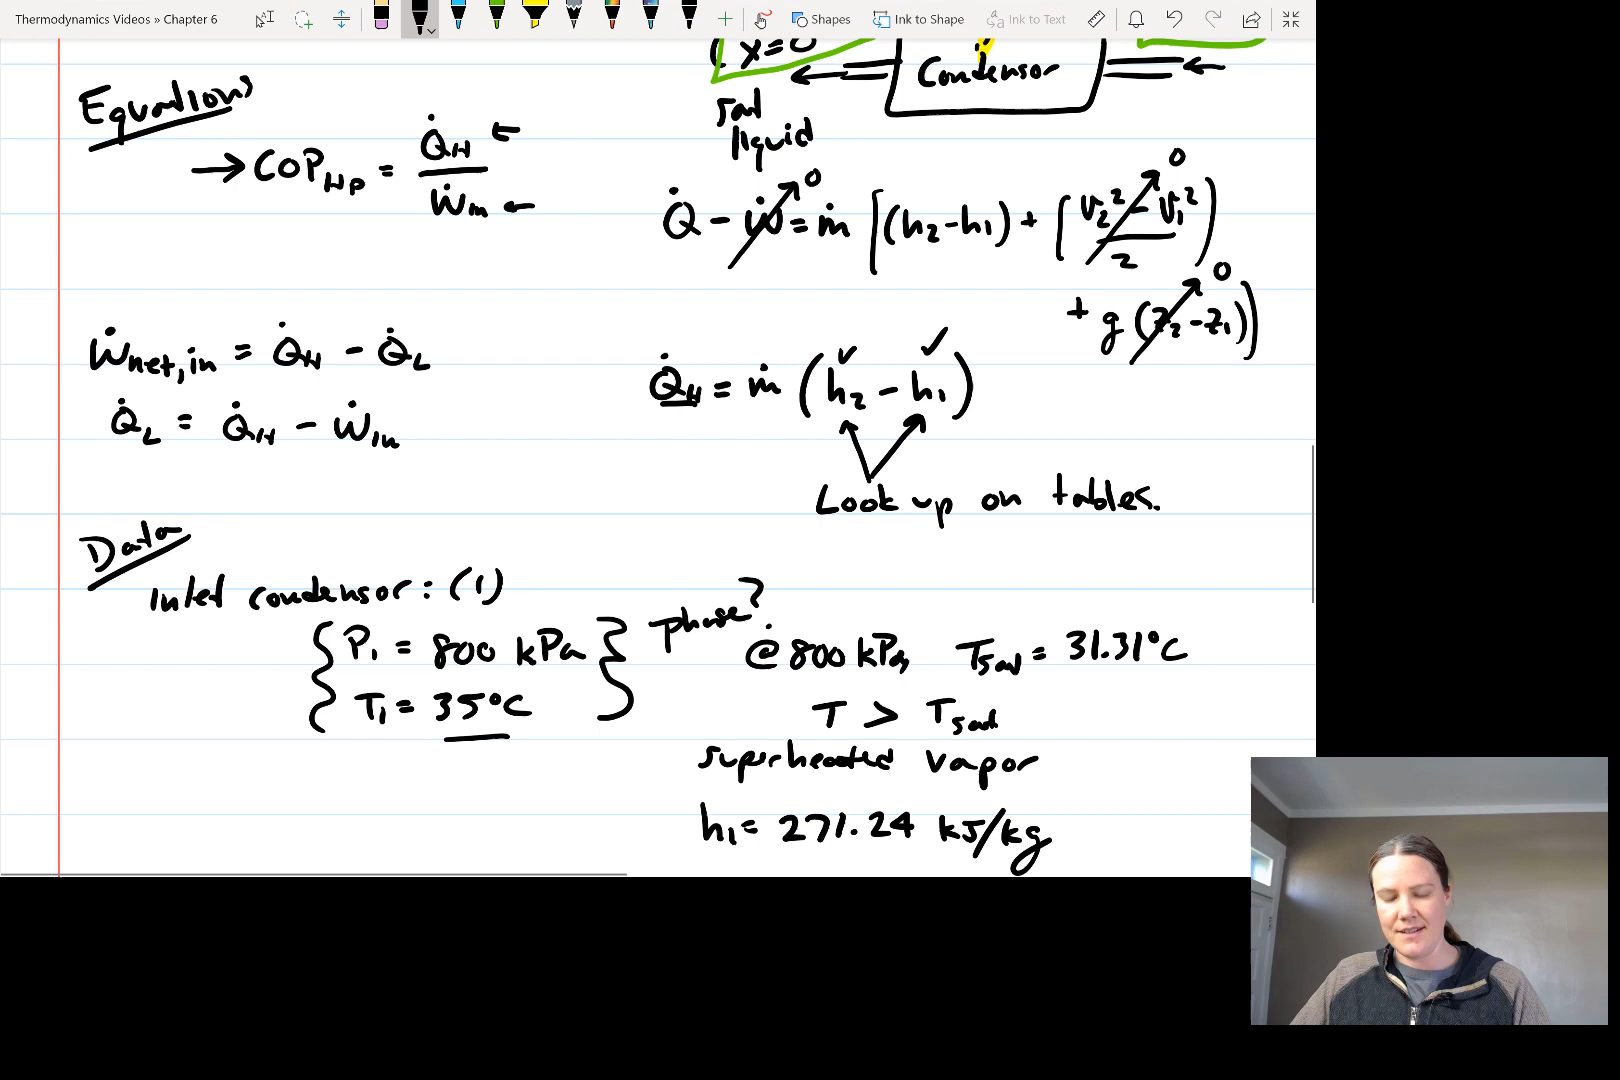 Thermodynamics Videos » Chapter 6
Shapes
Ink to Shape
Ink to Text
x=0
Condensor
sat
liquid
Equations
→ COP_HP = Q̇_H / Ẇ_in
Q̇ - Ẇ = ṁ [(h₂-h₁) + (V₂² - V₁² / 2)
0
0
+ g (z₂-z₁)]
0
Ẇ_net,in = Q̇_H - Q̇_L
Q̇_L = Q̇_H - Ẇ_in
Q̇_H = ṁ (h₂ - h₁)
Look up on tables.
Data
Inlet condensor: (1)
P₁ = 800 kPa
T₁ = 35°C
phase?
@ 800 kPa, T_sat = 31.31°C
T > T_sat
superheated vapor
h₁= 271.24 kJ/kg